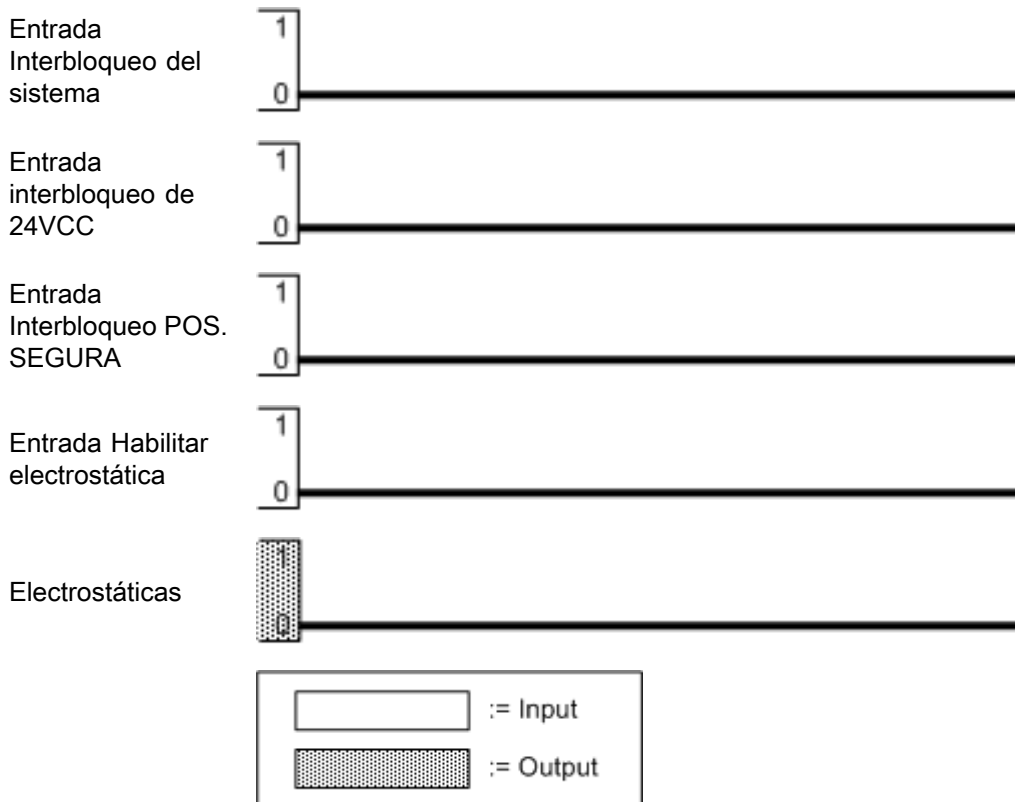 Entrada
Interbloqueo del
sistema
1
0
Entrada
interbloqueo de
24VCC
1
0
Entrada
Interbloqueo POS.
SEGURA
1
0
Entrada Habilitar
electrostática
1
0
Electrostáticas
1
0
:= Input
:= Output